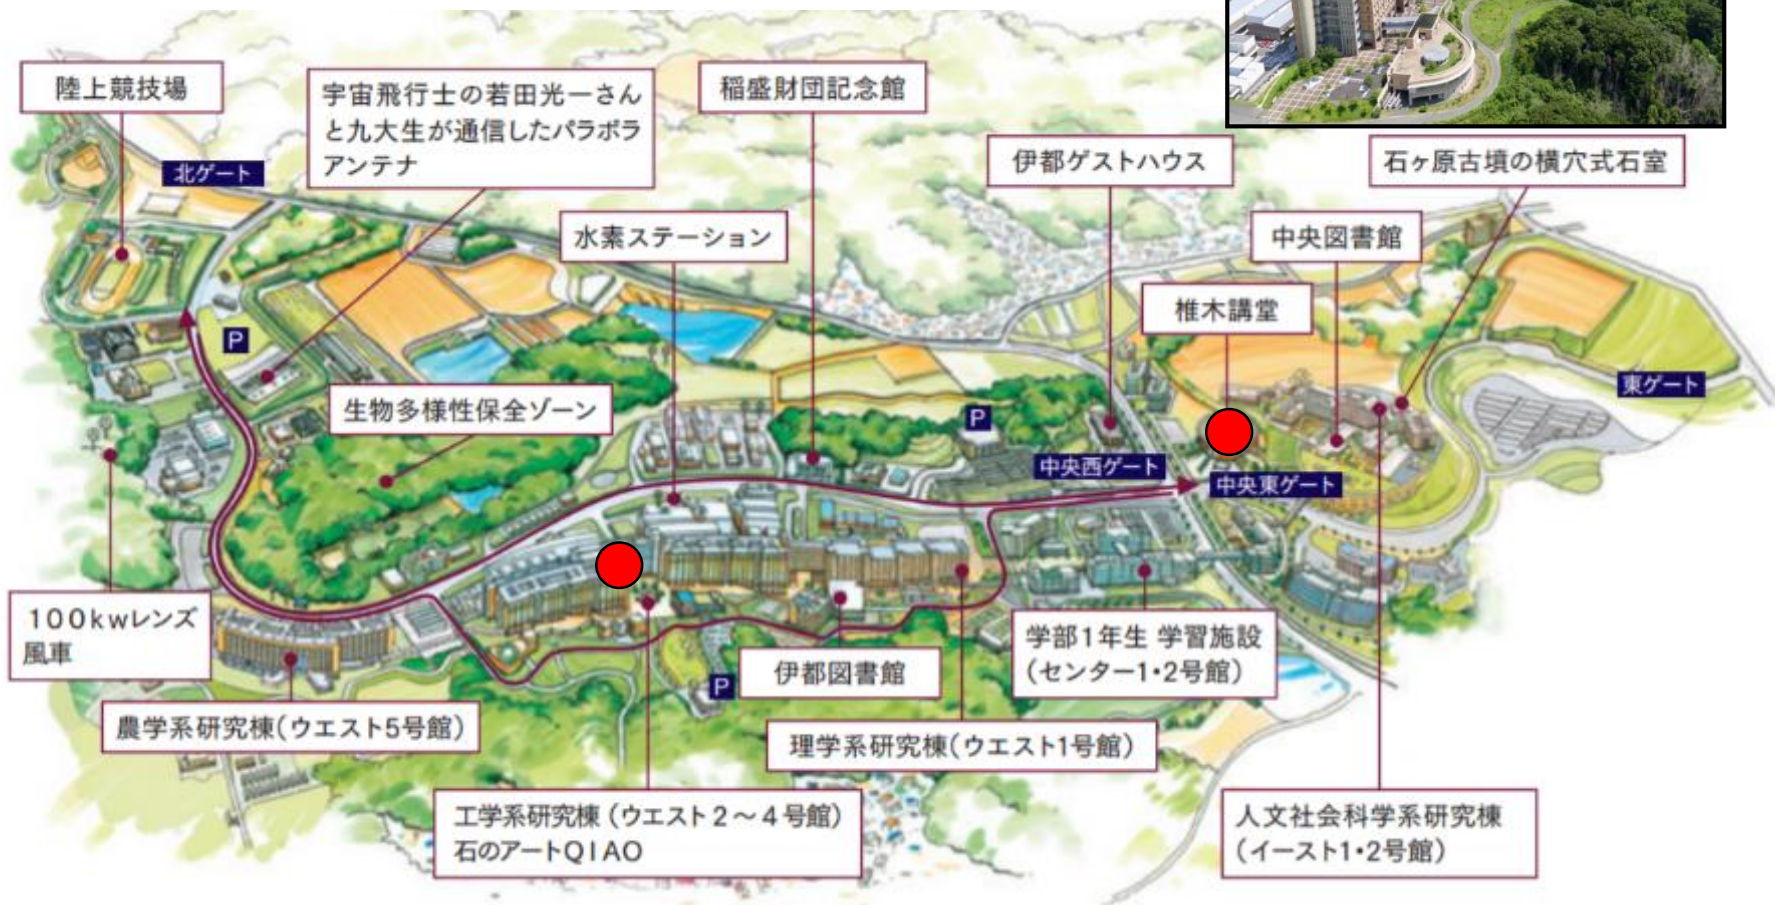 陸上競技場
宇宙飛行士の若田光一さん
と九大生が通信したパラボラ
アンテナ
稲盛財団記念館
北ゲート
伊都ゲストハウス
石ヶ原古墳の横穴式石室
水素ステーション
中央図書館
椎木講堂
P
東ゲート
生物多様性保全ゾーン
P
中央西ゲート
中央東ゲート
100kwレンズ
風車
学部1年生 学習施設
(センター1・2号館)
伊都図書館
P
農学系研究棟(ウエスト5号館)
理学系研究棟(ウエスト1号館)
工学系研究棟(ウエスト2〜4号館)
石のアートQIAO
人文社会科学系研究棟
(イースト1・2号館)